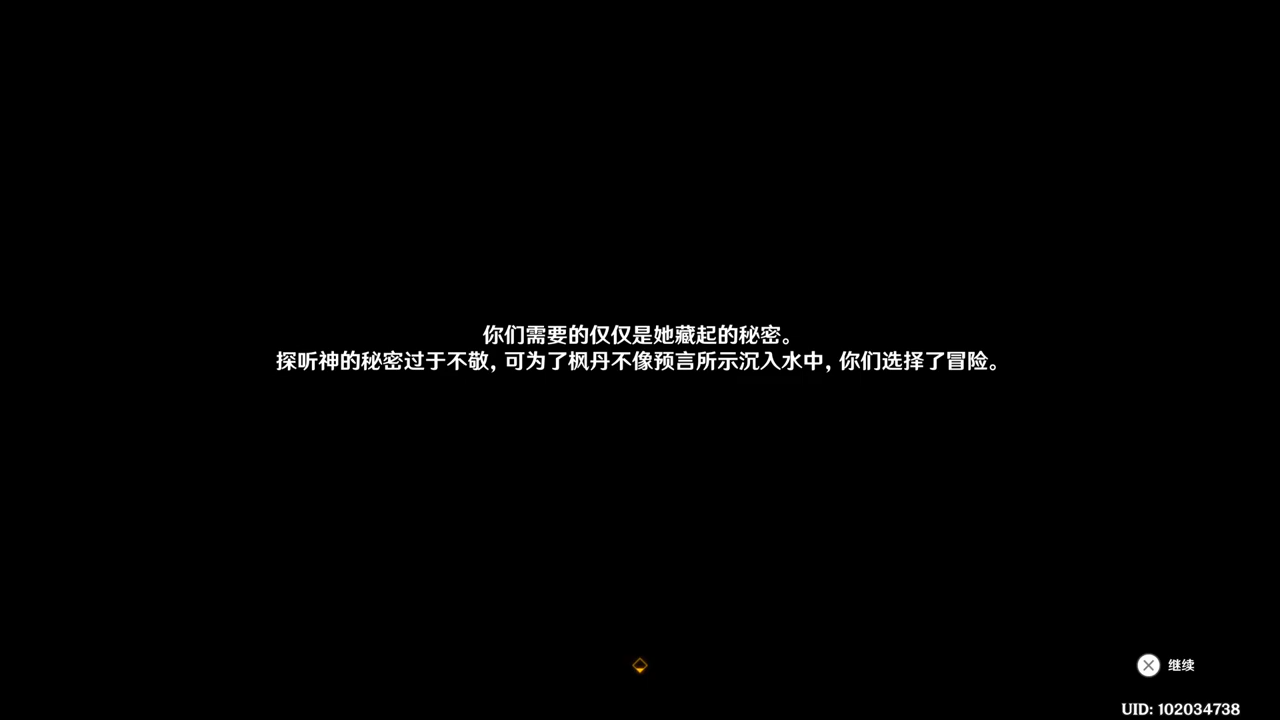 你们需要的仅仅是她藏起的秘密。
探听神的秘密过于不敬，可为了枫丹不像预言所示沉入水中，你们选择了冒险。
继续
UID: 102034738